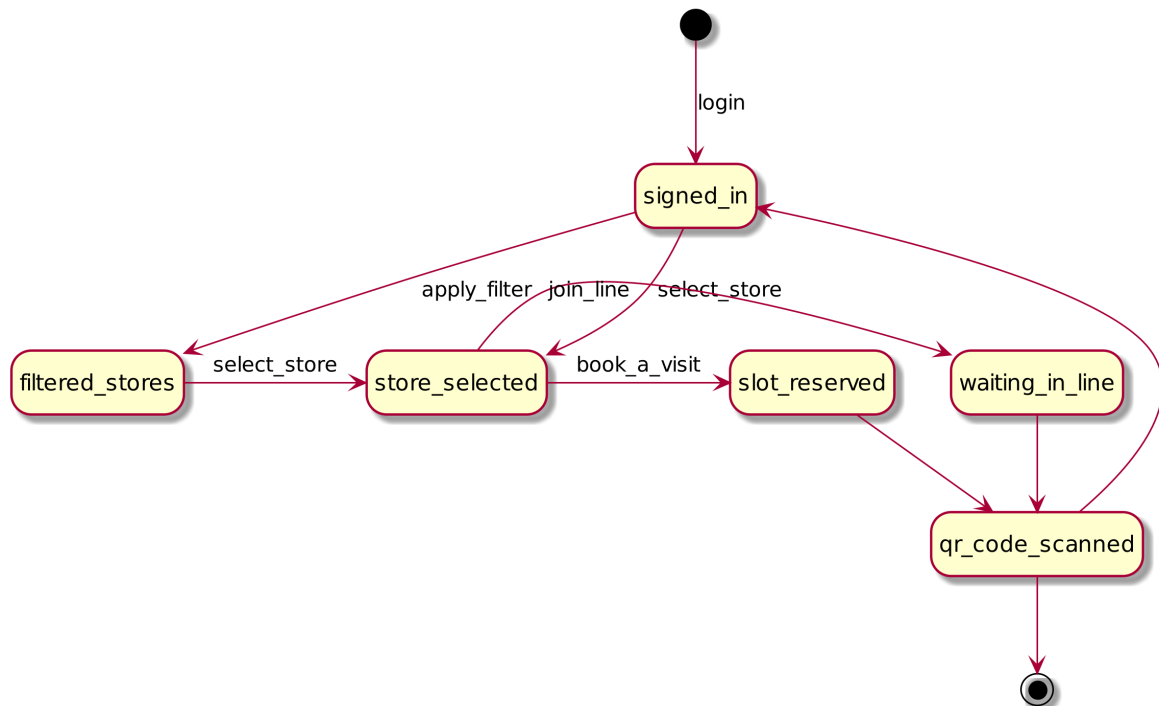 login
signed_in
apply_filter
join_line
select_store
filtered_stores
select_store
store_selected
book_a_visit
slot_reserved
waiting_in_line
qr_code_scanned